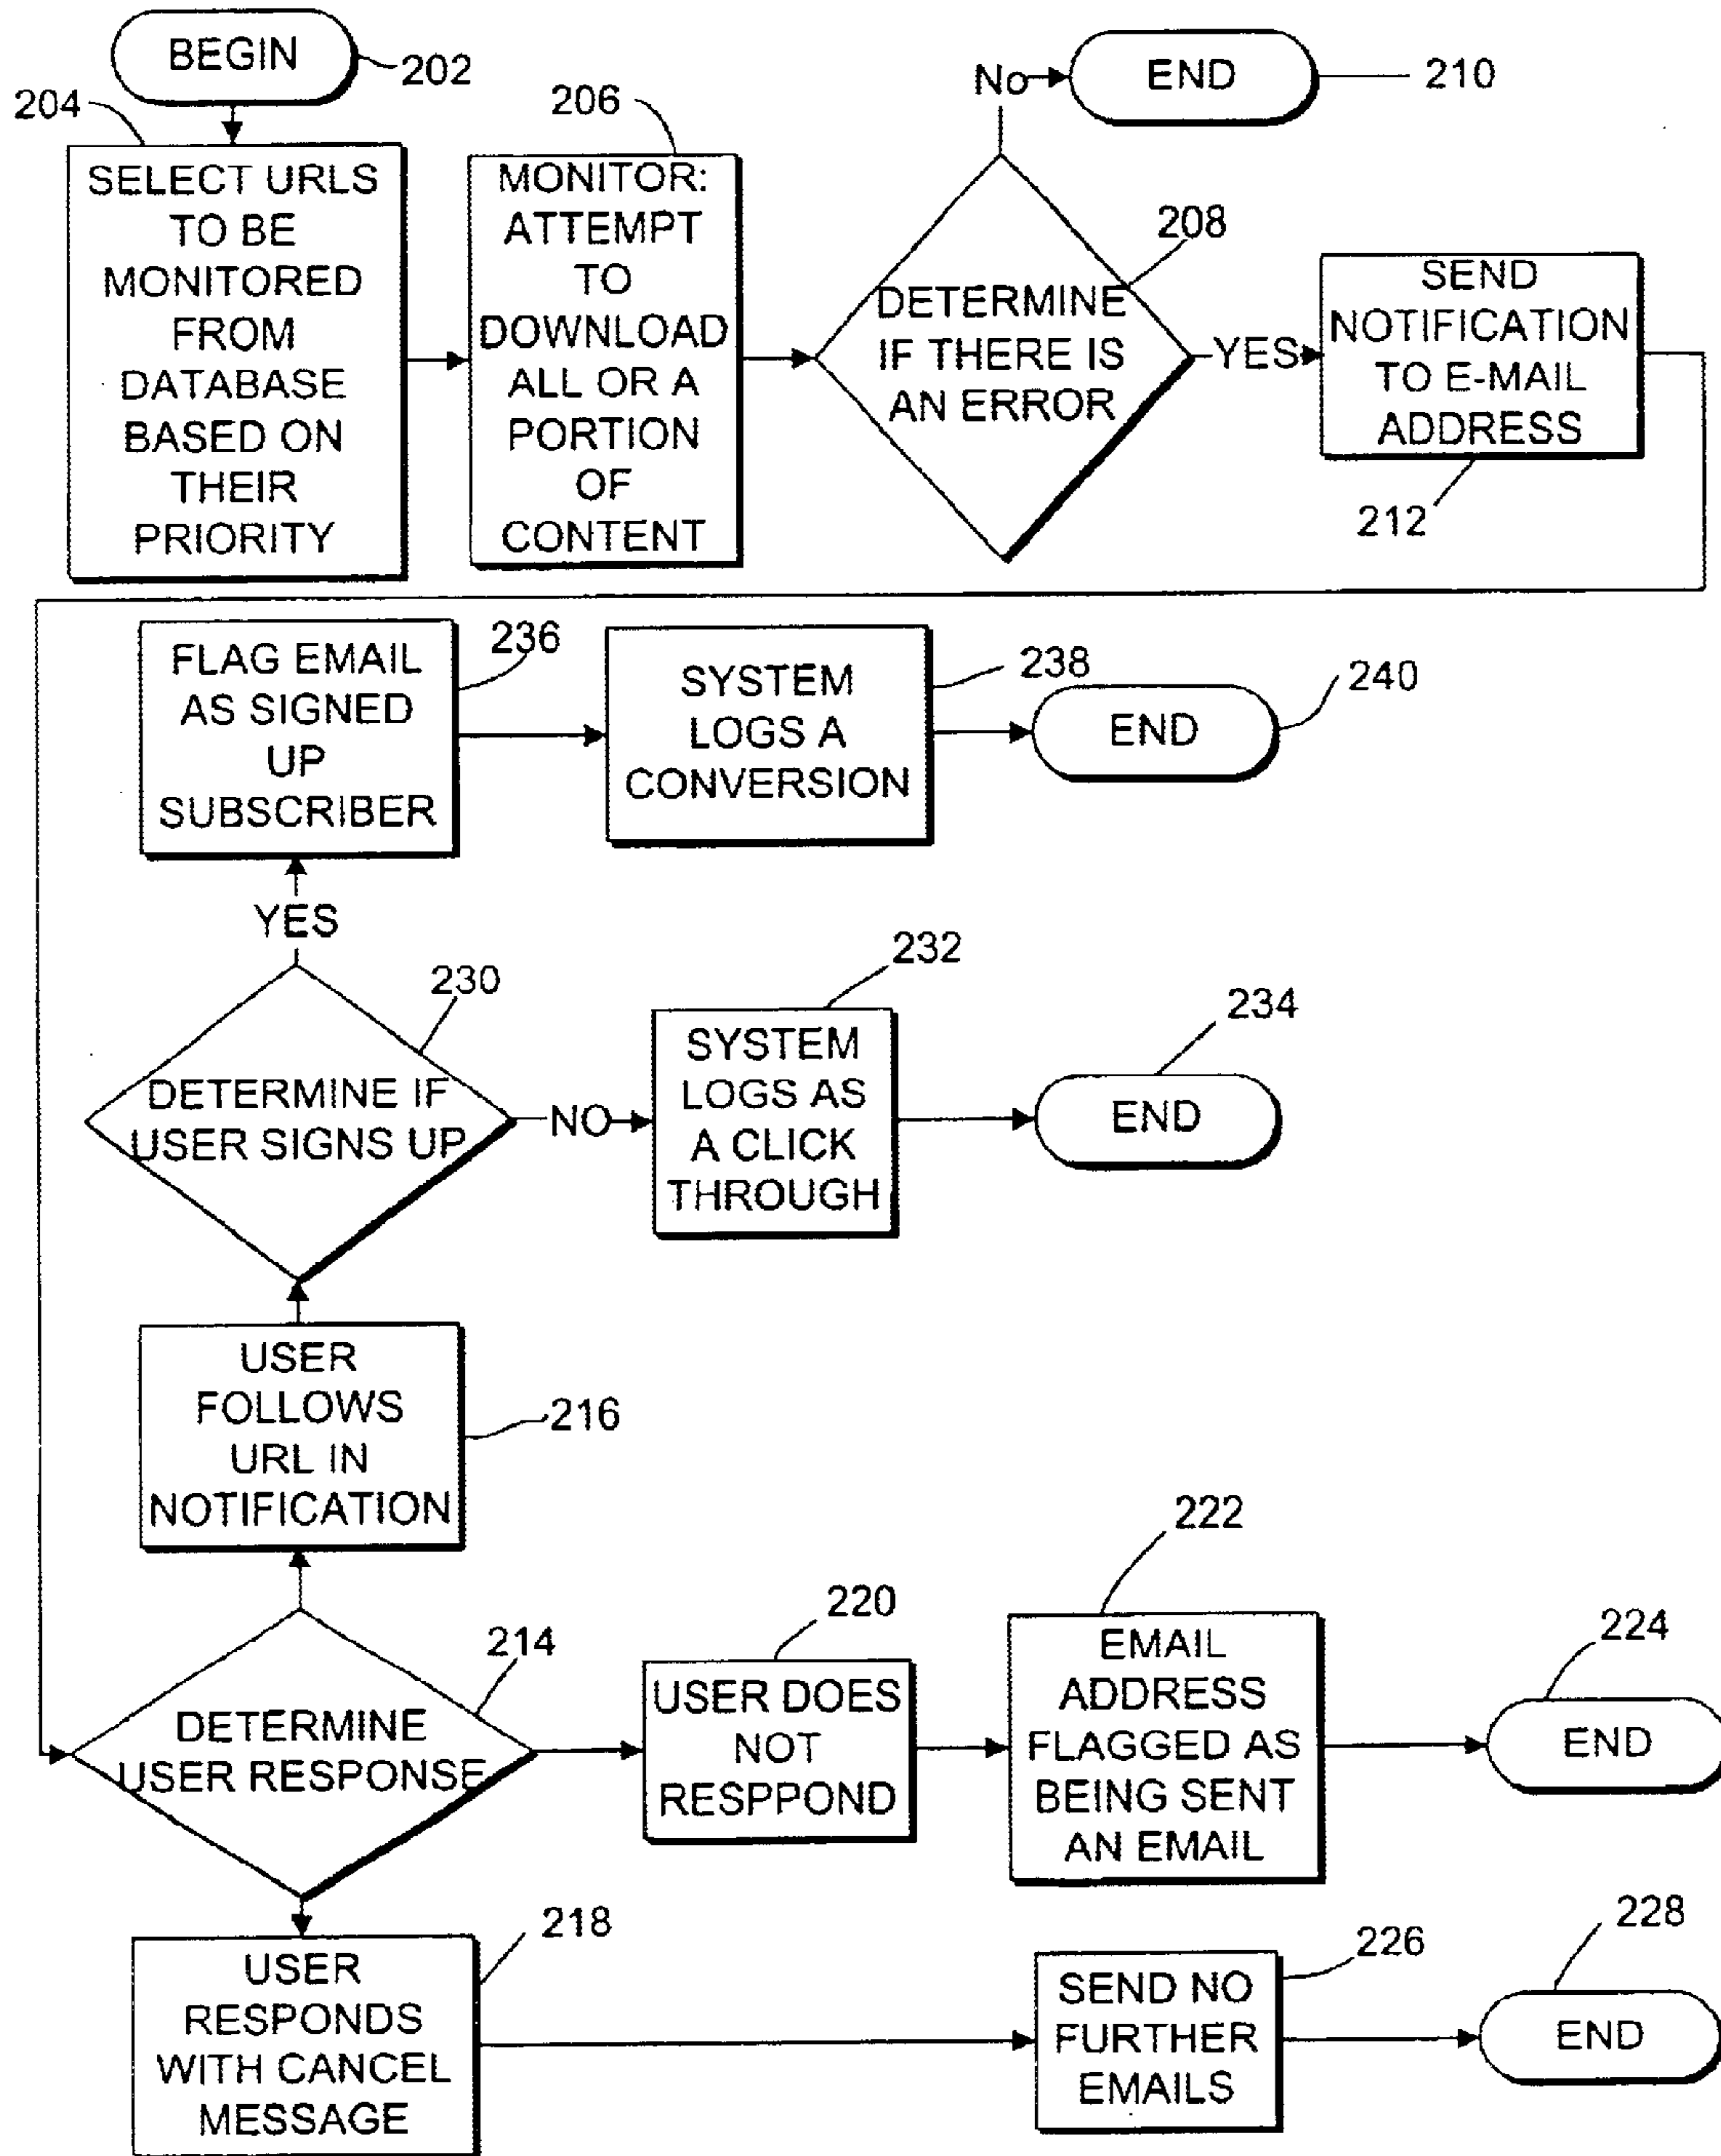 BEGIN
202
204
SELECT URLS
TO BE
MONITORED
FROM
DATABASE
BASED ON
THEIR
PRIORITY
206
MONITOR:
ATTEMPT
TO
DOWNLOAD
ALL OR A
PORTION
OF
CONTENT
No
END
210
208
DETERMINE
IF THERE IS
AN ERROR
YES
SEND
NOTIFICATION
TO E-MAIL
ADDRESS
212
FLAG EMAIL
AS SIGNED
UP
SUBSCRIBER
236
SYSTEM
LOGS A
CONVERSION
238
END
240
YES
230
DETERMINE IF
USER SIGNS UP
NO
232
SYSTEM
LOGS AS
A CLICK
THROUGH
234
END
USER
FOLLOWS
URL IN
NOTIFICATION
216
214
DETERMINE
USER RESPONSE
220
USER DOES
NOT
RESPPOND
222
EMAIL
ADDRESS
FLAGGED AS
BEING SENT
AN EMAIL
224
END
218
USER
RESPONDS
WITH CANCEL
MESSAGE
226
SEND NO
FURTHER
EMAILS
228
END